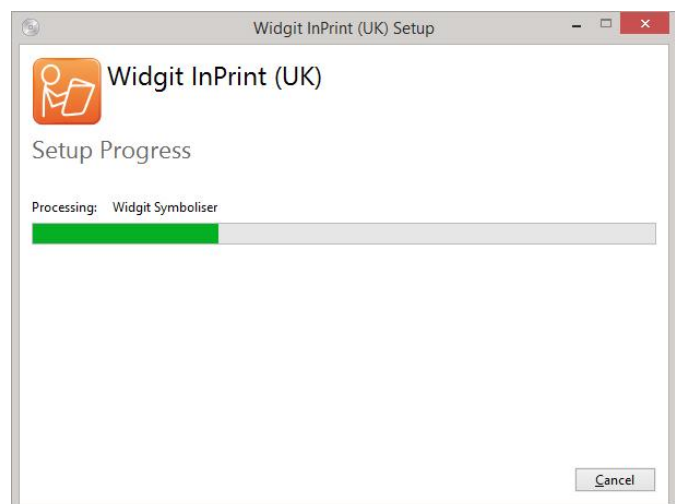 Widgit InPrint (UK) Setup
Widgit InPrint (UK)
Setup Progress
Processing: Widgit Symboliser
Cancel